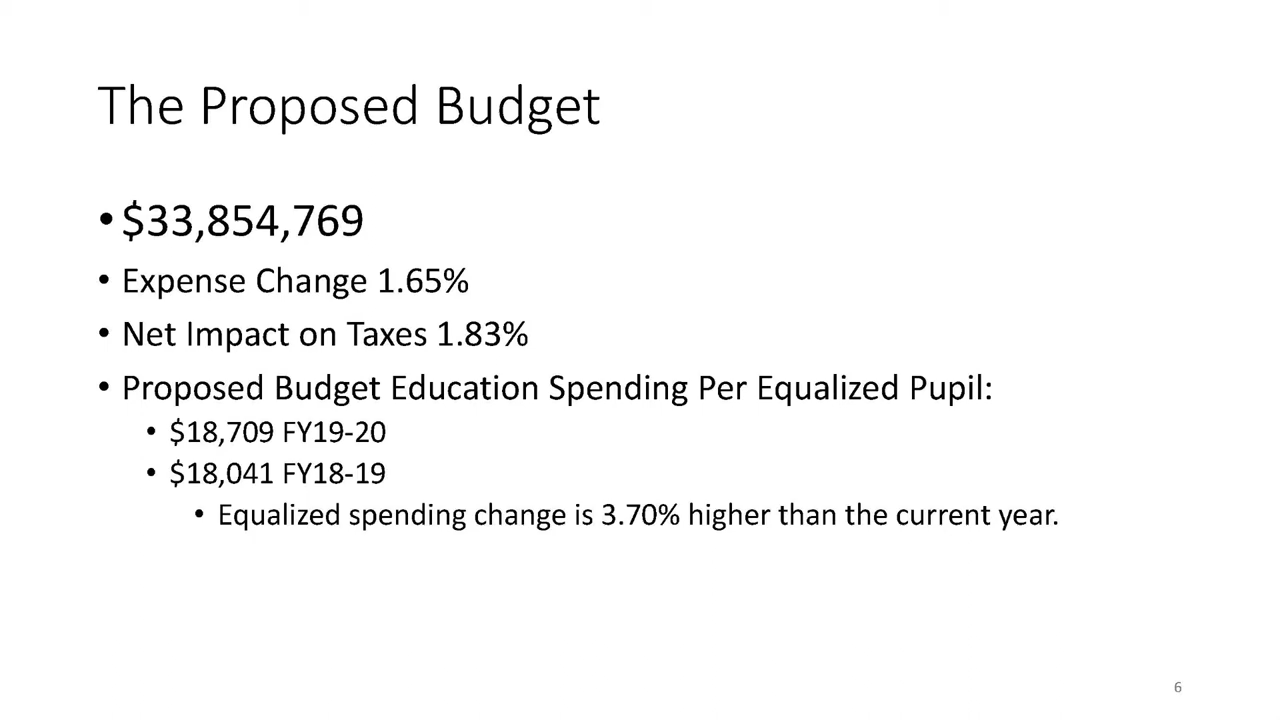 The Proposed Budget
• $33,854,769
• Expense Change 1.65%
• Net Impact on Taxes 1.83%
• Proposed Budget Education Spending Per Equalized Pupil:
• $18,709 FY19-20
• $18,041 FY18-19
• Equalized spending change is 3.70% higher than the current year.
6